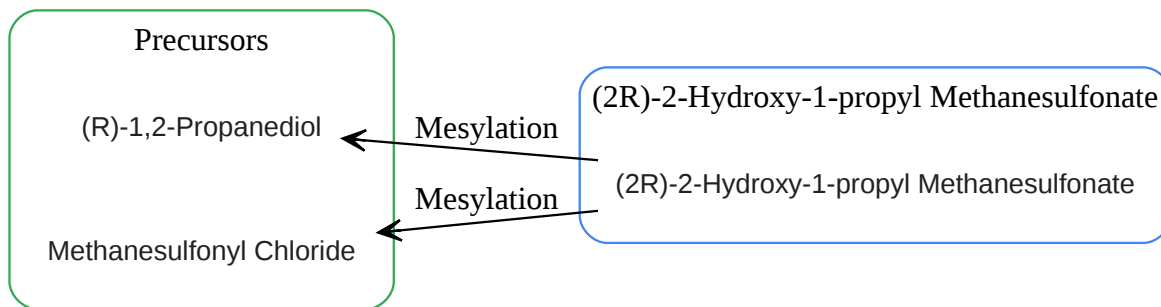 Precursors
(R)-1,2-Propanediol
Methanesulfonyl Chloride
Mesylation
Mesylation
(2R)-2-Hydroxy-1-propyl Methanesulfonate
(2R)-2-Hydroxy-1-propyl Methanesulfonate